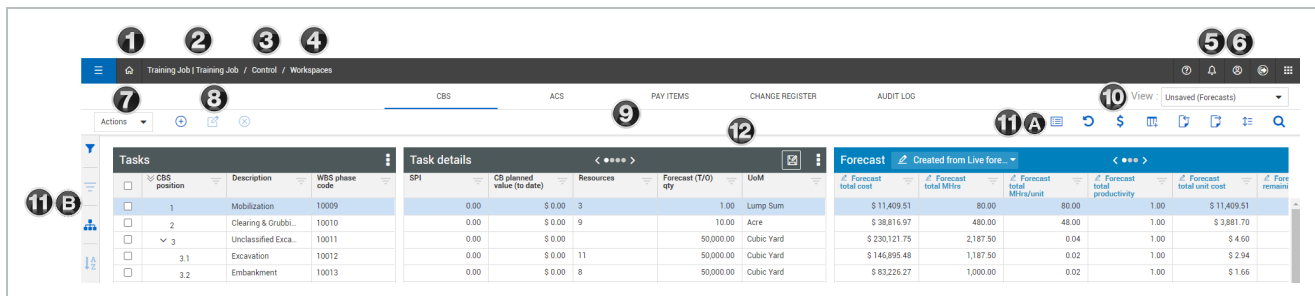 1 2 3 4 5 6
Training Job | Training Job / Control / Workspaces
7 8 9 10
CBS ACS PAY ITEMS CHANGE REGISTER AUDIT LOG View : Unsaved (Forecasts)
Actions 11 A $
12
Tasks Task details Forecast Created from Live fore...
CBS position Description WBS phase code SPI CB planned value (to date) Resources Forecast (T/O) qty UoM Forecast total cost Forecast total MHrs Forecast total MHrs/unit Forecast total productivity Forecast total unit cost Fore remaini
11 B
1 Mobilization 10009 0.00 $ 0.00 3 1.00 Lump Sum $ 11,409.51 80.00 80.00 1.00 $ 11,409.51
2 Clearing & Grubbi... 10010 0.00 $ 0.00 9 10.00 Acre $ 38,816.97 480.00 48.00 1.00 $ 3,881.70
3 Unclassified Exca... 10011 0.00 $ 0.00 50,000.00 Cubic Yard $ 230,121.75 2,187.50 0.04 1.00 $ 4.60
3.1 Excavation 10012 0.00 $ 0.00 11 50,000.00 Cubic Yard $ 146,895.48 1,187.50 0.02 1.00 $ 2.94
3.2 Embankment 10013 0.00 $ 0.00 8 50,000.00 Cubic Yard $ 83,226.27 1,000.00 0.02 1.00 $ 1.66